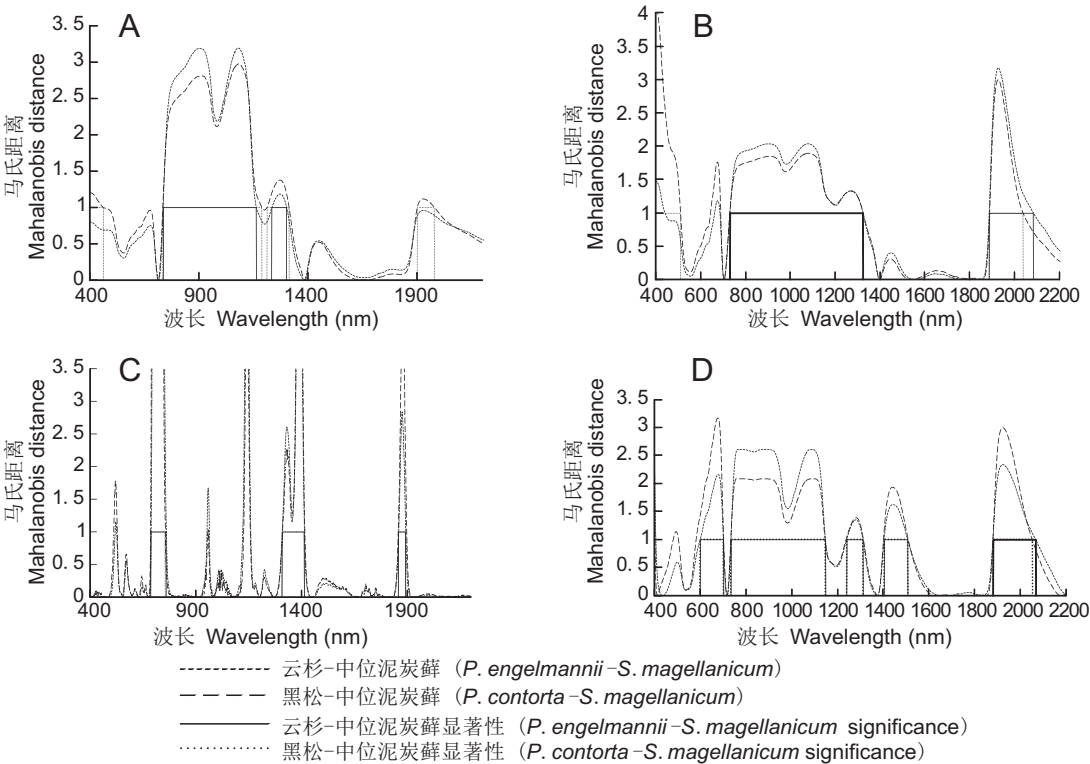 A
3.5
3
2.5
2
1.5
1
0.5
0
400 900 1400 1900
马氏距离
Mahalanobis distance
波长 Wavelength (nm)
B
4
3.5
3
2.5
2
1.5
1
0.5
0
400 600 800 1000 1200 1400 1600 1800 2000 2200
马氏距离
Mahalanobis distance
波长 Wavelength (nm)
C
3.5
3
2.5
2
1.5
1
0.5
0
400 900 1400 1900
马氏距离
Mahalanobis distance
波长 Wavelength (nm)
D
3.5
3
2.5
2
1.5
1
0.5
0
400 600 800 1000 1200 1400 1600 1800 2000 2200
马氏距离
Mahalanobis distance
波长 Wavelength (nm)
云杉-中位泥炭藓 (P. engelmannii-S. magellanicum)
黑松-中位泥炭藓 (P. contorta-S. magellanicum)
云杉-中位泥炭藓显著性 (P. engelmannii-S. magellanicum significance)
黑松-中位泥炭藓显著性 (P. contorta-S. magellanicum significance)